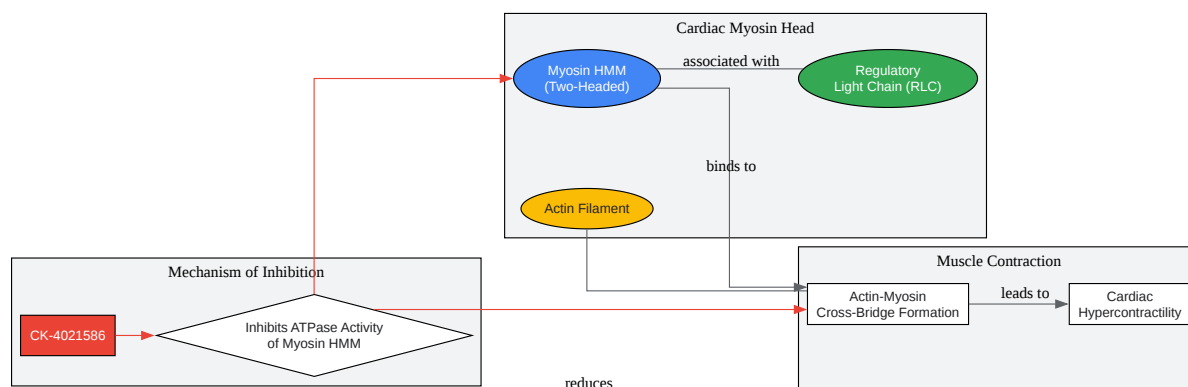 Cardiac Myosin Head
Myosin HMM
(Two-Headed)
associated with
Regulatory
Light Chain (RLC)
binds to
Actin Filament
Mechanism of Inhibition
CK-4021586
Inhibits ATPase Activity
of Myosin HMM
Muscle Contraction
Actin-Myosin
Cross-Bridge Formation
leads to
Cardiac
Hypercontractility
reduces